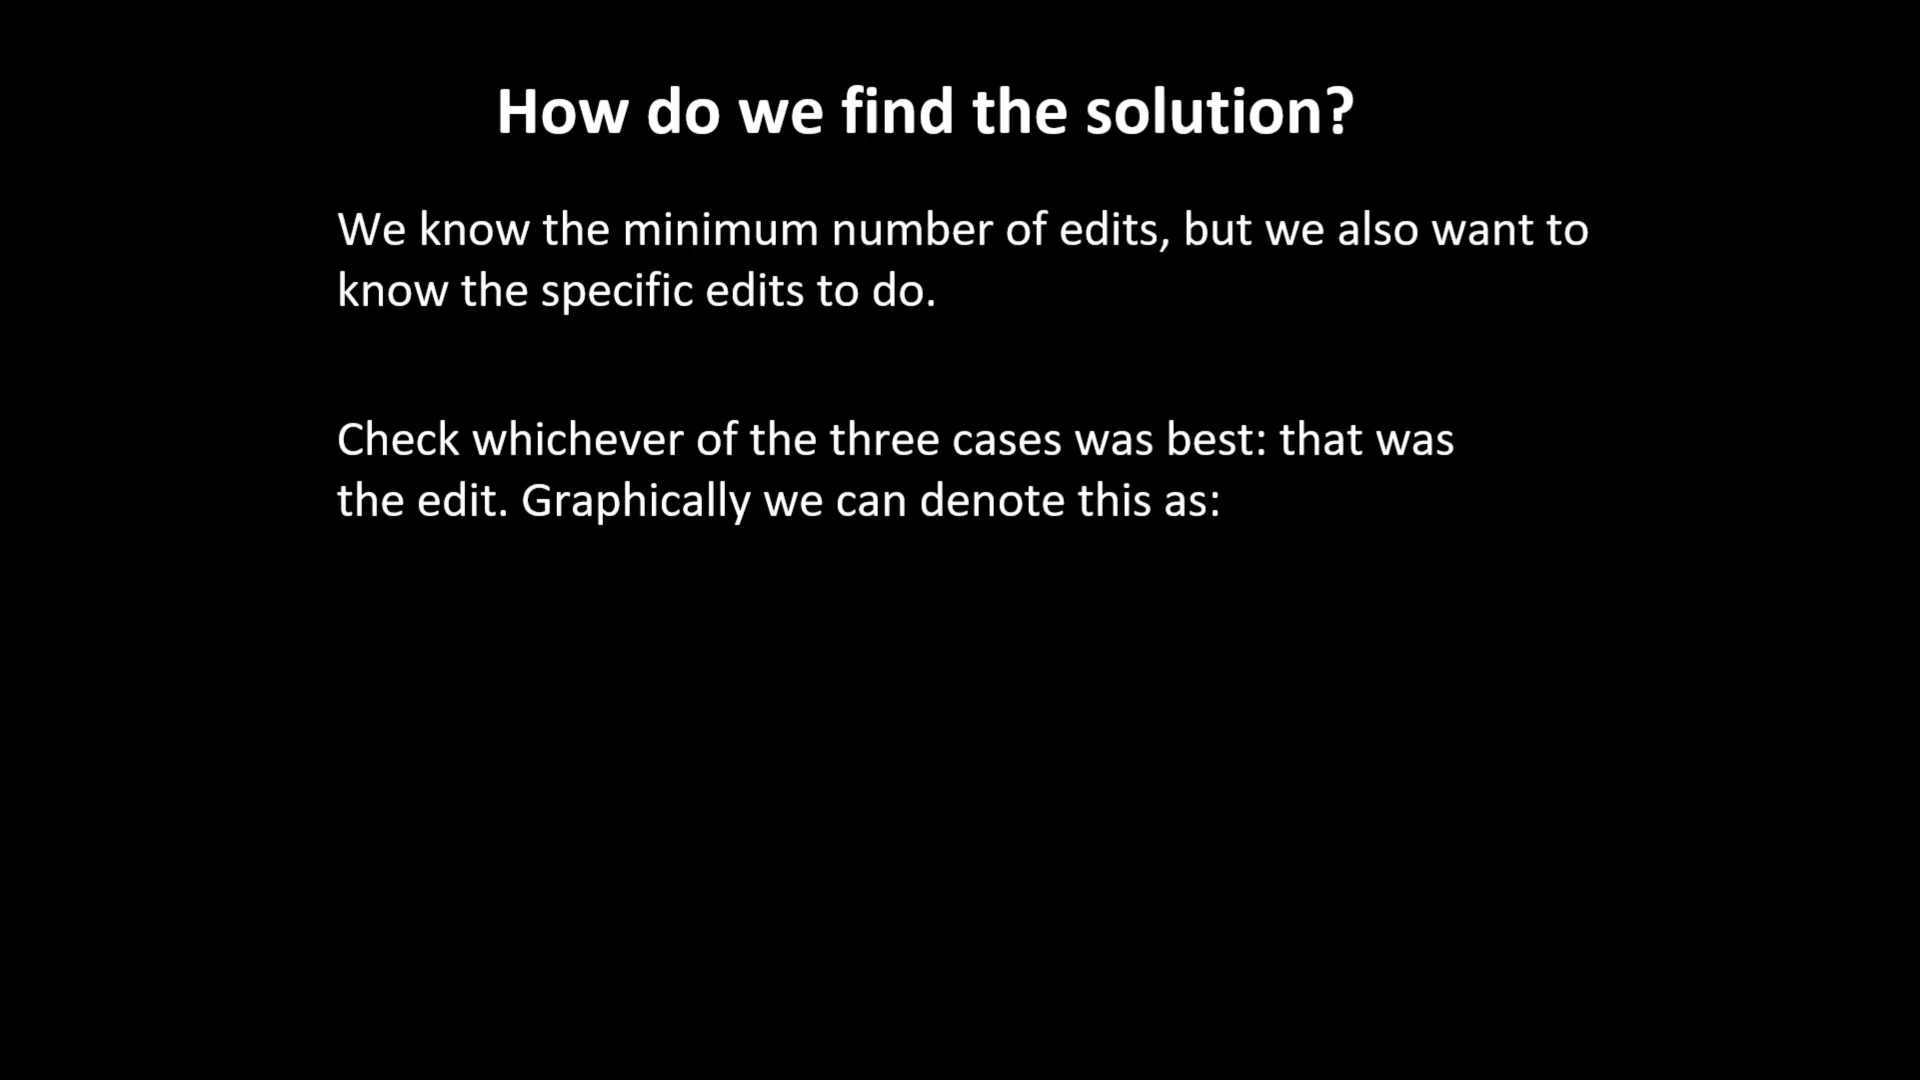 How do we find the solution?
We know the minimum number of edits, but we also want to
know the specific edits to do.
Check whichever of the three cases was best: that was
the edit. Graphically we can denote this as: